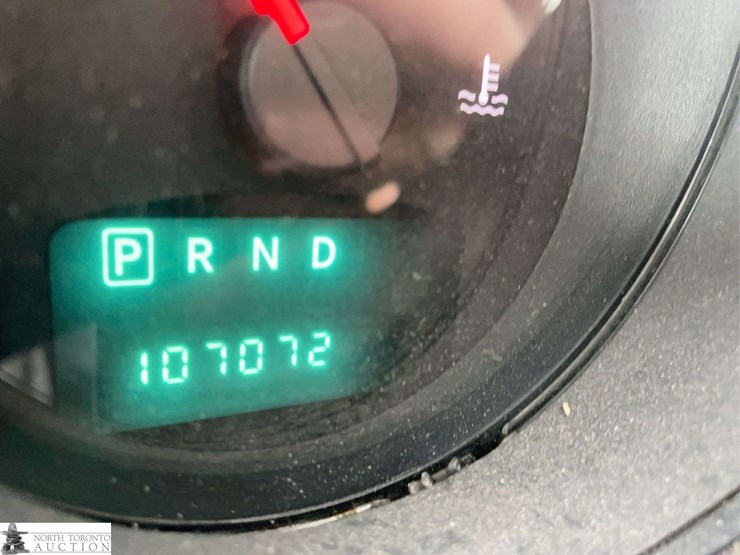 P R N D
107072
NORTH TORONTO
AUCTION